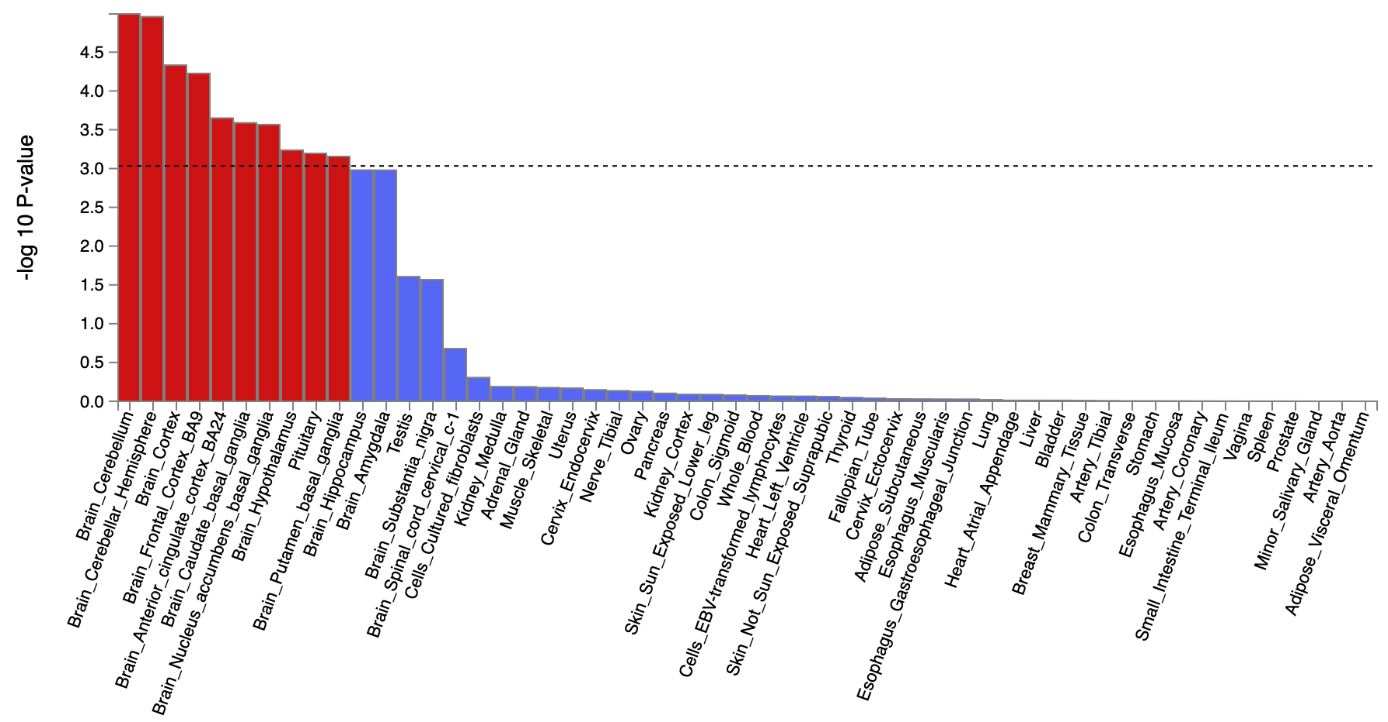 -log 10 P-value
4.5
4.0
3.5
3.0
2.5
2.0
1.5
1.0
0.5
0.0
Brain_Cerebellum
Brain_Cerebellar_Hemisphere
Brain_Cortex
Brain_Frontal_Cortex_BA9
Brain_Anterior_cingulate_cortex_BA24
Brain_Caudate_basal_ganglia
Brain_Nucleus_accumbens_basal_ganglia
Brain_Hypothalamus
Pituitary
Brain_Putamen_basal_ganglia
Brain_Hippocampus
Brain_Amygdala
Testis
Brain_Substantia_nigra
Brain_Spinal_cord_cervical_c-1
Cells_Cultured_fibroblasts
Kidney_Medulla
Adrenal_Gland
Muscle_Skeletal
Uterus
Cervix_Endocervix
Nerve_Tibial
Ovary
Pancreas
Kidney_Cortex
Skin_Sun_Exposed_Lower_leg
Colon_Sigmoid
Whole_Blood
Cells_EBV-transformed_lymphocytes
Heart_Left_Ventricle
Skin_Not_Sun_Exposed_Suprapubic
Thyroid
Fallopian_Tube
Cervix_Ectocervix
Adipose_Subcutaneous
Esophagus_Muscularis
Esophagus_Gastroesophageal_Junction
Lung
Heart_Atrial_Appendage
Liver
Bladder
Breast_Mammary_Tissue
Artery_Tibial
Colon_Transverse
Stomach
Esophagus_Mucosa
Artery_Coronary
Small_Intestine_Terminal_Ileum
Vagina
Spleen
Prostate
Minor_Salivary_Gland
Artery_Aorta
Adipose_Visceral_Omentum